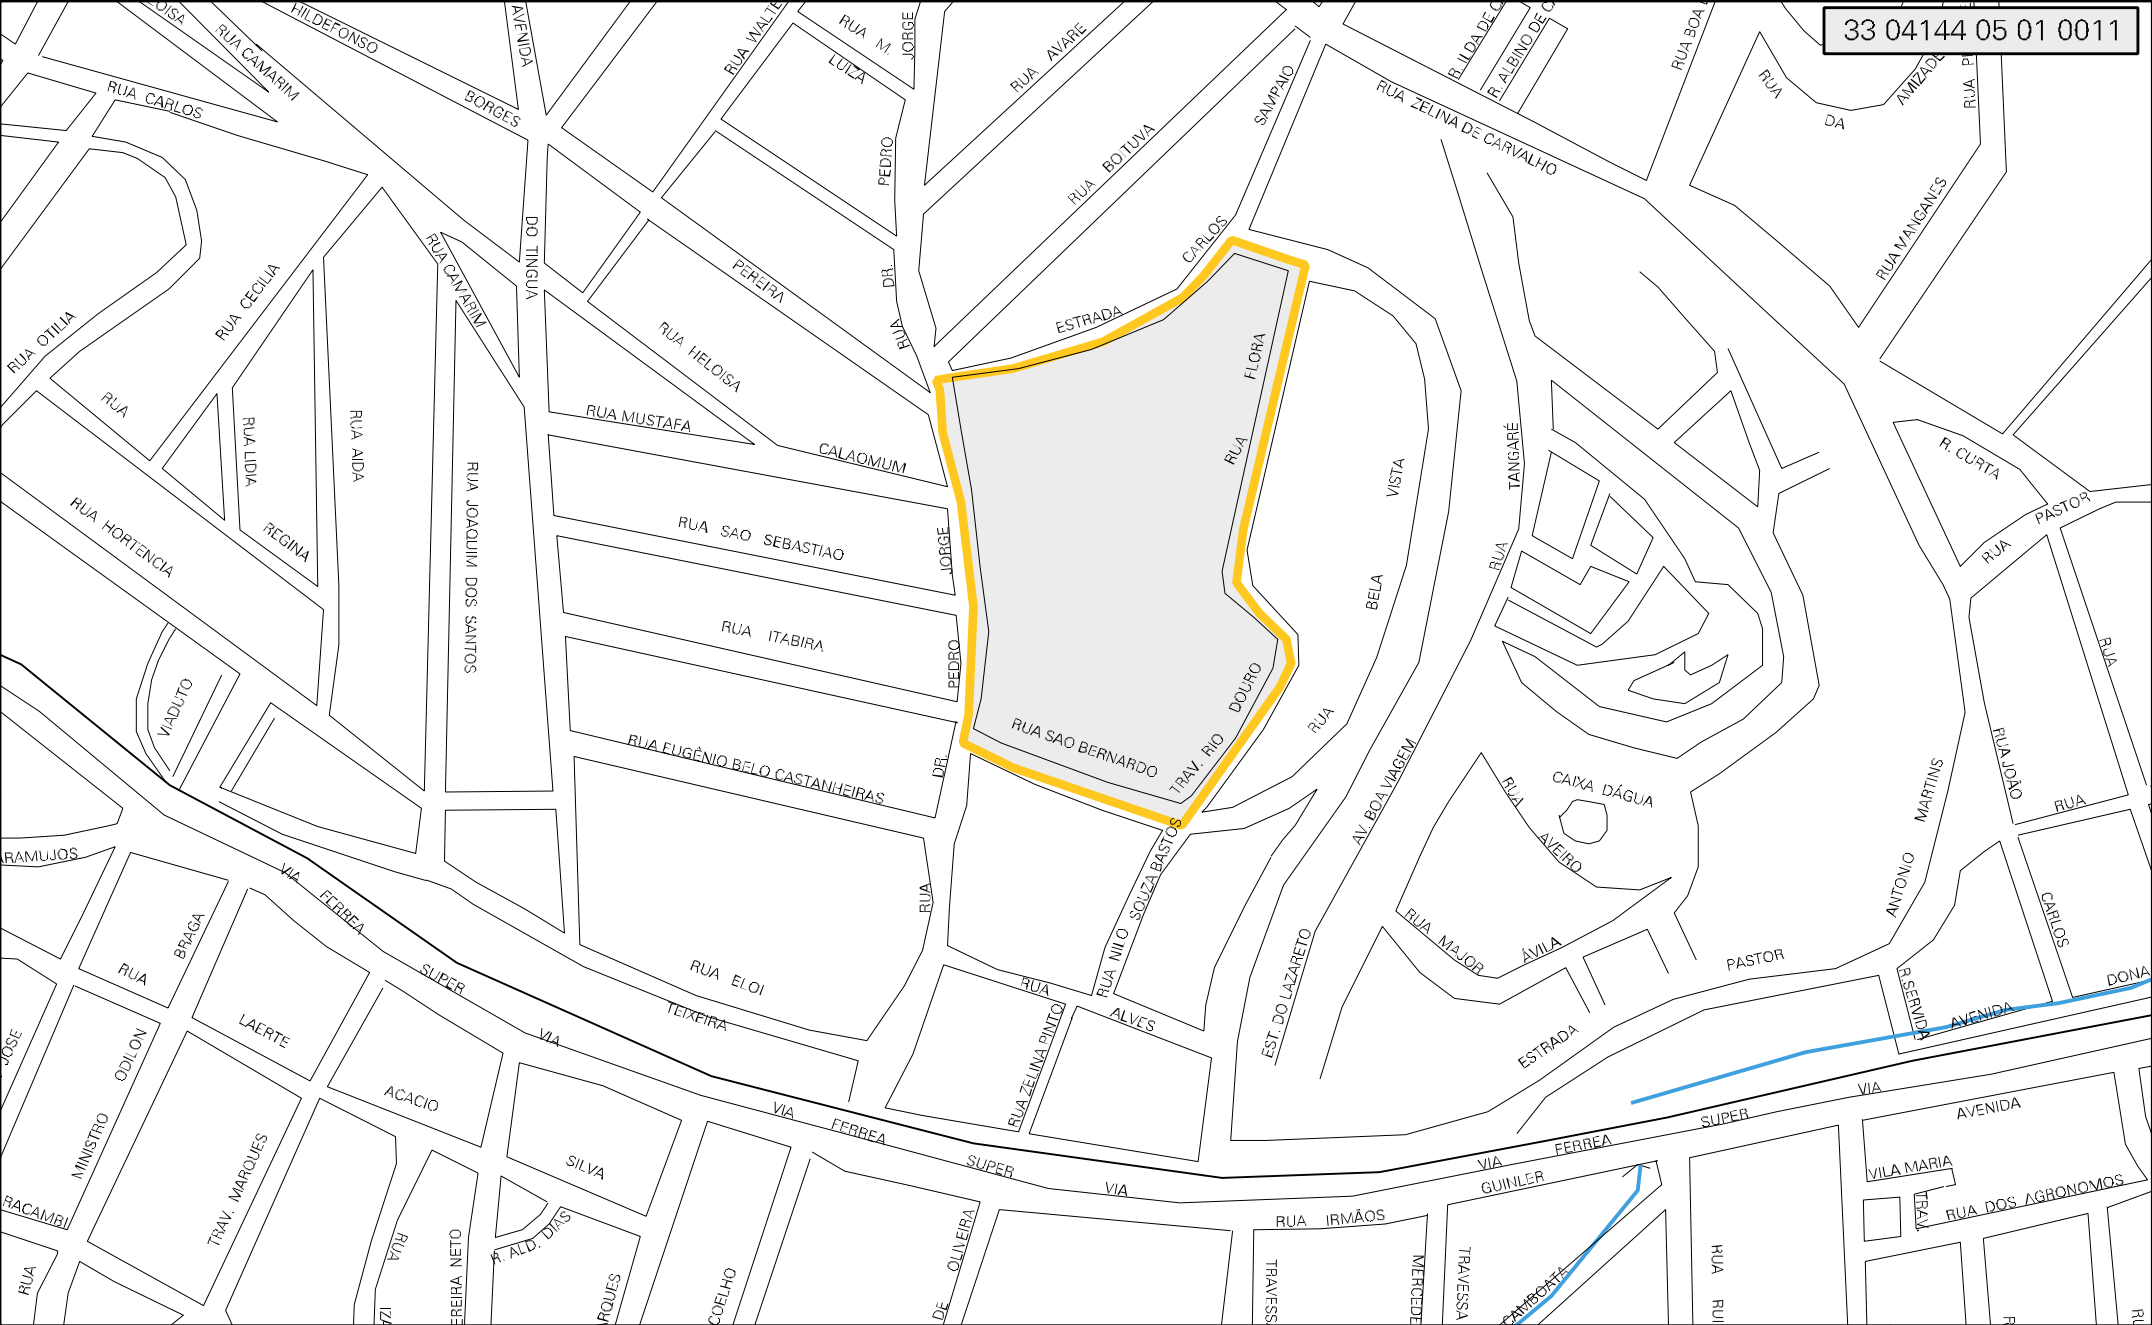 33 04144 05 01 0011
HILDEFONSO
AVENIDA
RUA CAMARIM
BORGES
RUA CARLOS
RUA M.
LUIZA
JORGE
RUA AVARE
SAMPAIO
RUA ZELINA DE CARVALHO
RUA
DA
PEDRO
RUA BOITUVA
RUA MANGANES
CARLOS
DO TINGUA
RUA CAMARIM
RUA CECILIA
RUA OTILIA
PEREIRA
DR.
RUA
ESTRADA
RUA HELOISA
FLORA
RUA
RUA
RUA LIDIA
RUA AIDA
RUA MUSTAFA
CALAOMUM
TANGARÉ
RUA
R. CURTA
PASTOR
RUA
VISTA
BELA
RUA
RUA HORTENCIA
REGINA
RUA JOAQUIM DOS SANTOS
RUA SAO SEBASTIAO
JORGE
RUA ITABIRA
PEDRO
DR.
RUA
VIADUTO
RUA EUGÊNIO BELO CASTANHEIRAS
RUA SAO BERNARDO
TRAV. RIO
DOURO
AV. BOA VIAGEM
RUA
AVEIRO
CAIXA DÁGUA
MARTINS
ANTONIO
PASTOR
ESTRADA
RUA JOÃO
CARLOS
RUA
RUA
RUA MAJOR
ÁVILA
RUA NILO SOUZA BASTOS
EST. DO LAZARETO
RUA ELOI
TEIXEIRA
RUA
ALVES
RUA ZELINA PINTO
R.SERVIDA
AVENIDA
DONA
VIA
FERREA
SUPER
VIA
VIA
FERREA
SUPER
VIA
VIA
FERREA
SUPER
VIA
BRAGA
RUA
LAERTE
ODILON
MINISTRO
ACACIO
TRAV. MARQUES
SILVA
R. ALD. DIAS
RUA
COELHO
OLIVEIRA
DE
GUINLER
RUA IRMÃOS
TRAVESSA
AVENIDA
VILA MARIA
TRAV.
RUA DOS AGRONOMOS
RUA
RUA